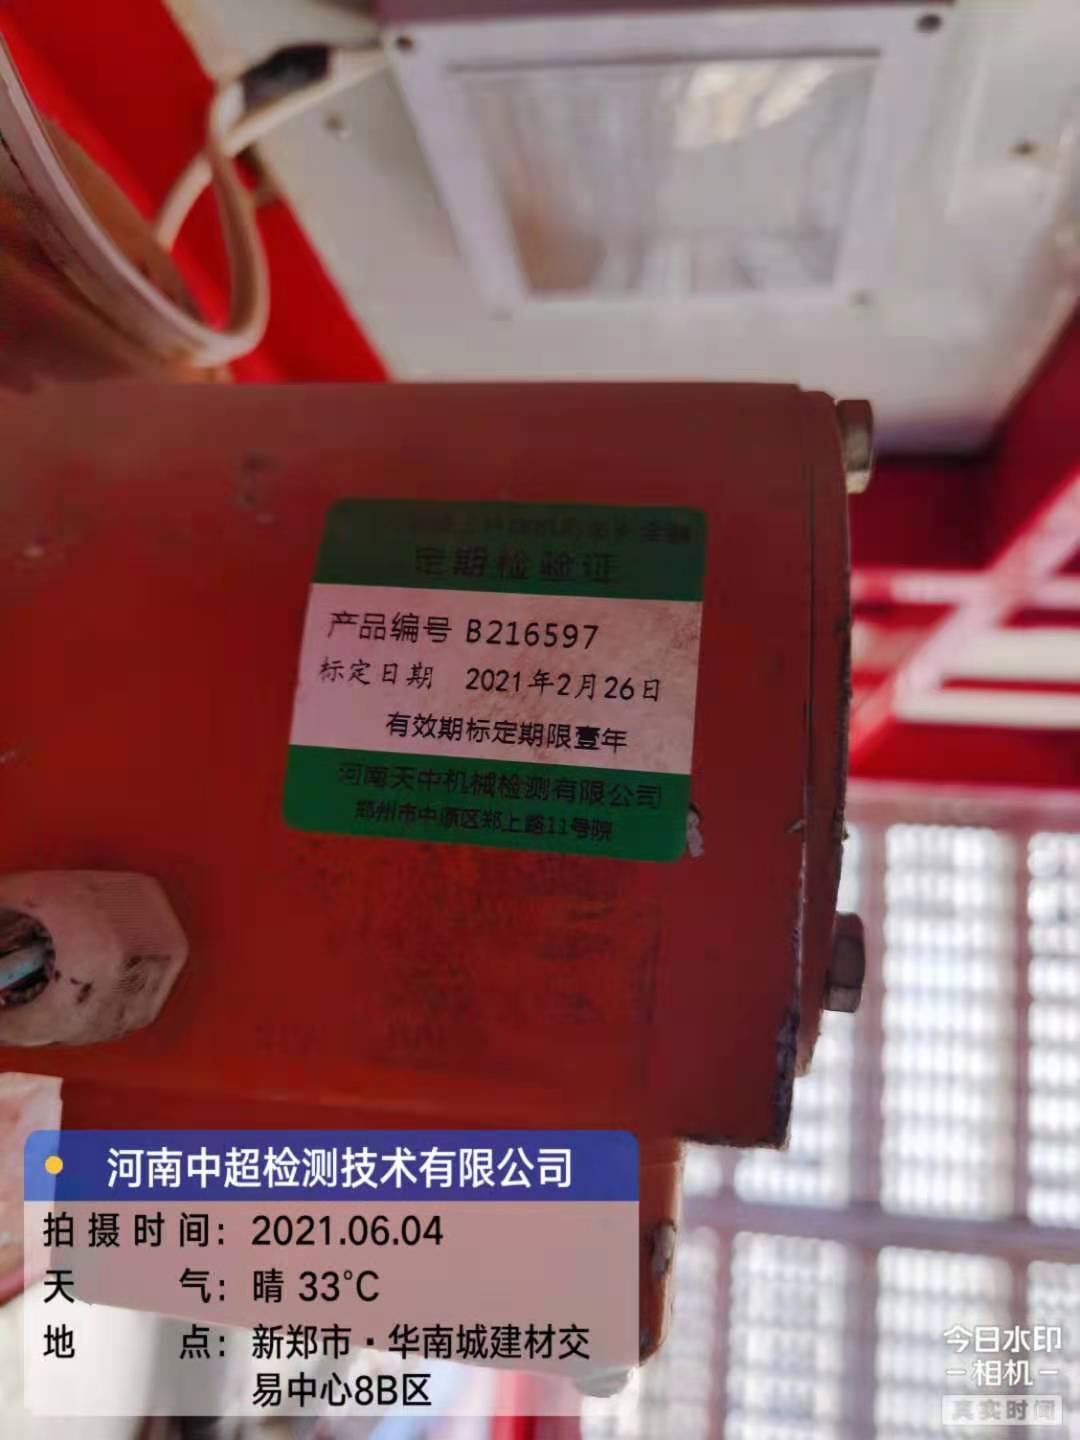 定期检验证
产品编号 B216597
标定日期 2021年2月26日
有效期标定期限壹年
河南天中机械检测有限公司
郑州市中原区郑上路11号院
河南中超检测技术有限公司
拍摄时间：2021.06.04
天气：晴 33℃
地点：新郑市·华南城建材交
易中心8B区
今日水印
相机
真实时间